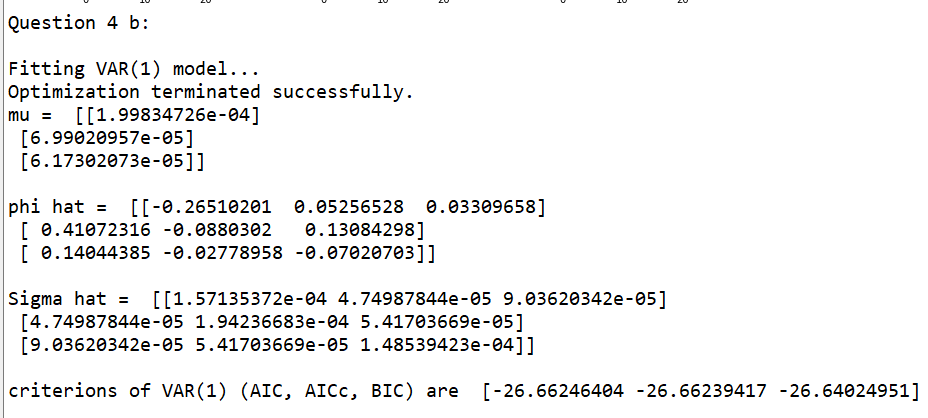 Question 4 b:
Fitting VAR(1) model...
Optimization terminated successfully.
mu =  [[1.99834726e-04]
 [6.99020957e-05]
 [6.17302073e-05]]
phi hat =  [[-0.26510201  0.05256528  0.03309658]
 [ 0.41072316 -0.0880302   0.13084298]
 [ 0.14044385 -0.02778958 -0.07020703]]
Sigma hat =  [[1.57135372e-04 4.74987844e-05 9.03620342e-05]
 [4.74987844e-05 1.94236683e-04 5.41703669e-05]
 [9.03620342e-05 5.41703669e-05 1.48539423e-04]]
criterions of VAR(1) (AIC, AICc, BIC) are  [-26.66246404 -26.66239417 -26.64024951]